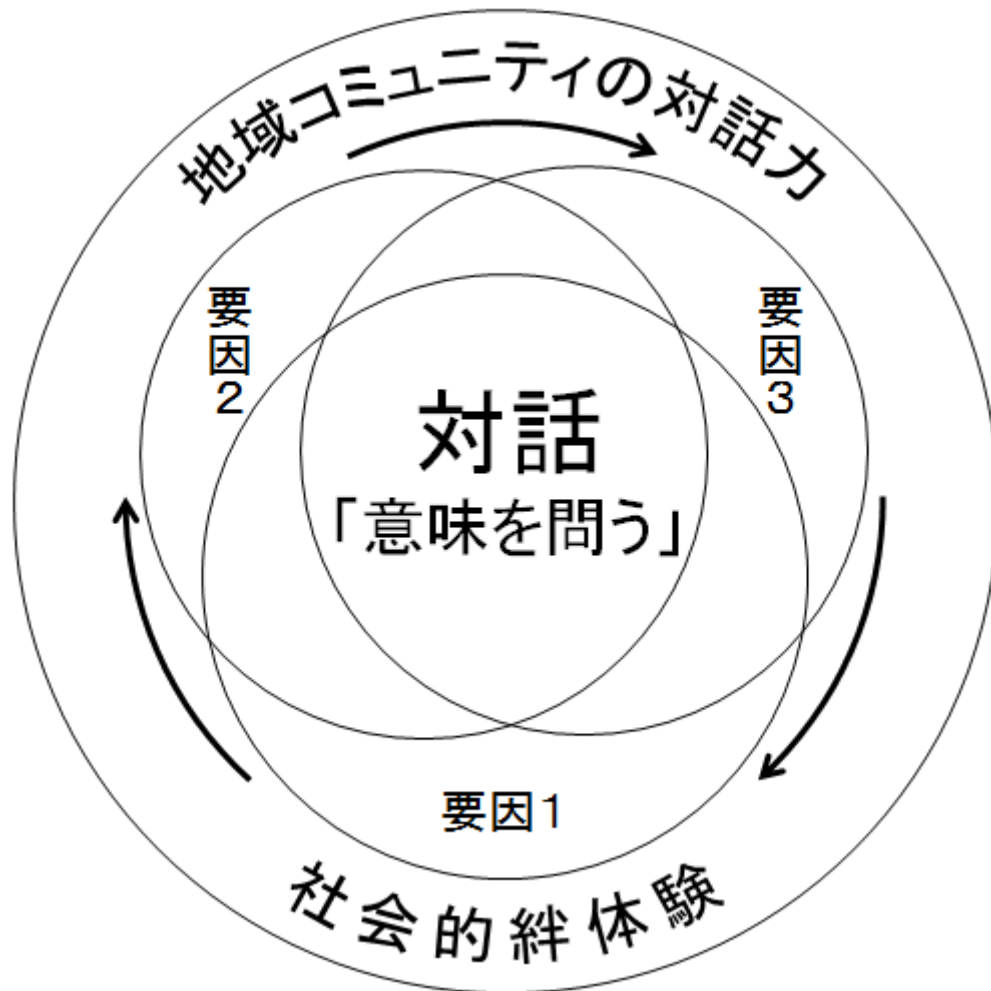 地域コミュニティの対話力
要因2
要因3
対話
「意味を問う」
要因1
社会的絆体験